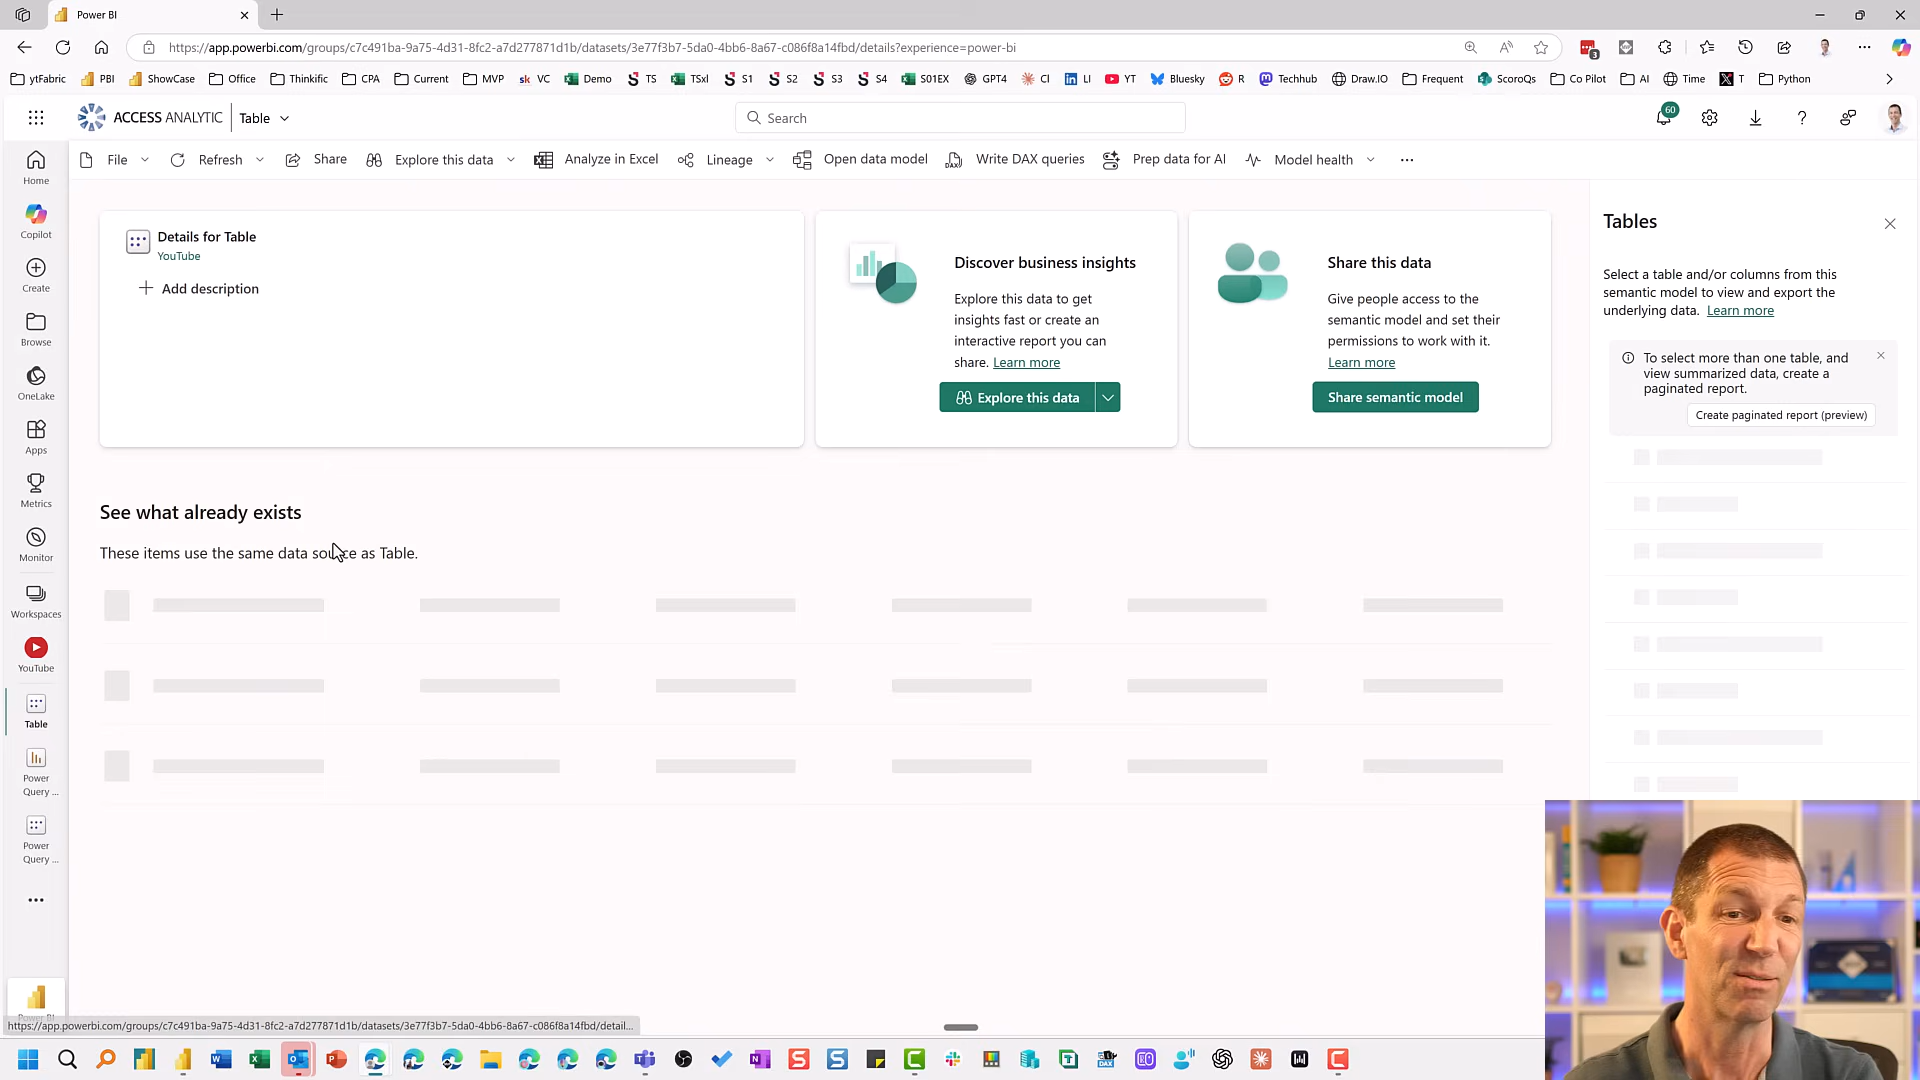 Power BI
https://app.powerbi.com/groups/c7c491ba-9a75-4d31-8fc2-a7d277871d1b/datasets/3e77f3b7-5da0-4bb6-8a67-c086f8a14fbd/details?experience=power-bi
3
ytFabric
PBI
ShowCase
Office
Thinkific
CPA
Current
MVP
sk VC
Demo
TS
TSxl
S1
S2
S3
S4
S01EX
GPT4
CI
LI
YT
Bluesky
R
Techhub
Draw.IO
Frequent
ScoroQs
Co Pilot
AI
Time
T
Python
ACCESS ANALYTIC
Table
Search
60
File
Refresh
Share
Explore this data
Analyze in Excel
Lineage
Open data model
Write DAX queries
Prep data for AI
Model health
Home
Copilot
Create
Browse
OneLake
Apps
Metrics
Monitor
Workspaces
YouTube
Table
Power
Query ...
Power
Query ...
Details for Table
YouTube
Add description
Discover business insights
Explore this data to get
insights fast or create an
interactive report you can
share. Learn more
Explore this data
Share this data
Give people access to the
semantic model and set their
permissions to work with it.
Learn more
Share semantic model
Tables
Select a table and/or columns from this
semantic model to view and export the
underlying data. Learn more
To select more than one table, and
view summarized data, create a
paginated report.
Create paginated report (preview)
See what already exists
These items use the same data source as Table.
Power BI
https://app.powerbi.com/groups/c7c491ba-9a75-4d31-8fc2-a7d277871d1b/datasets/3e77f3b7-5da0-4bb6-8a67-c086f8a14fbd/detail...